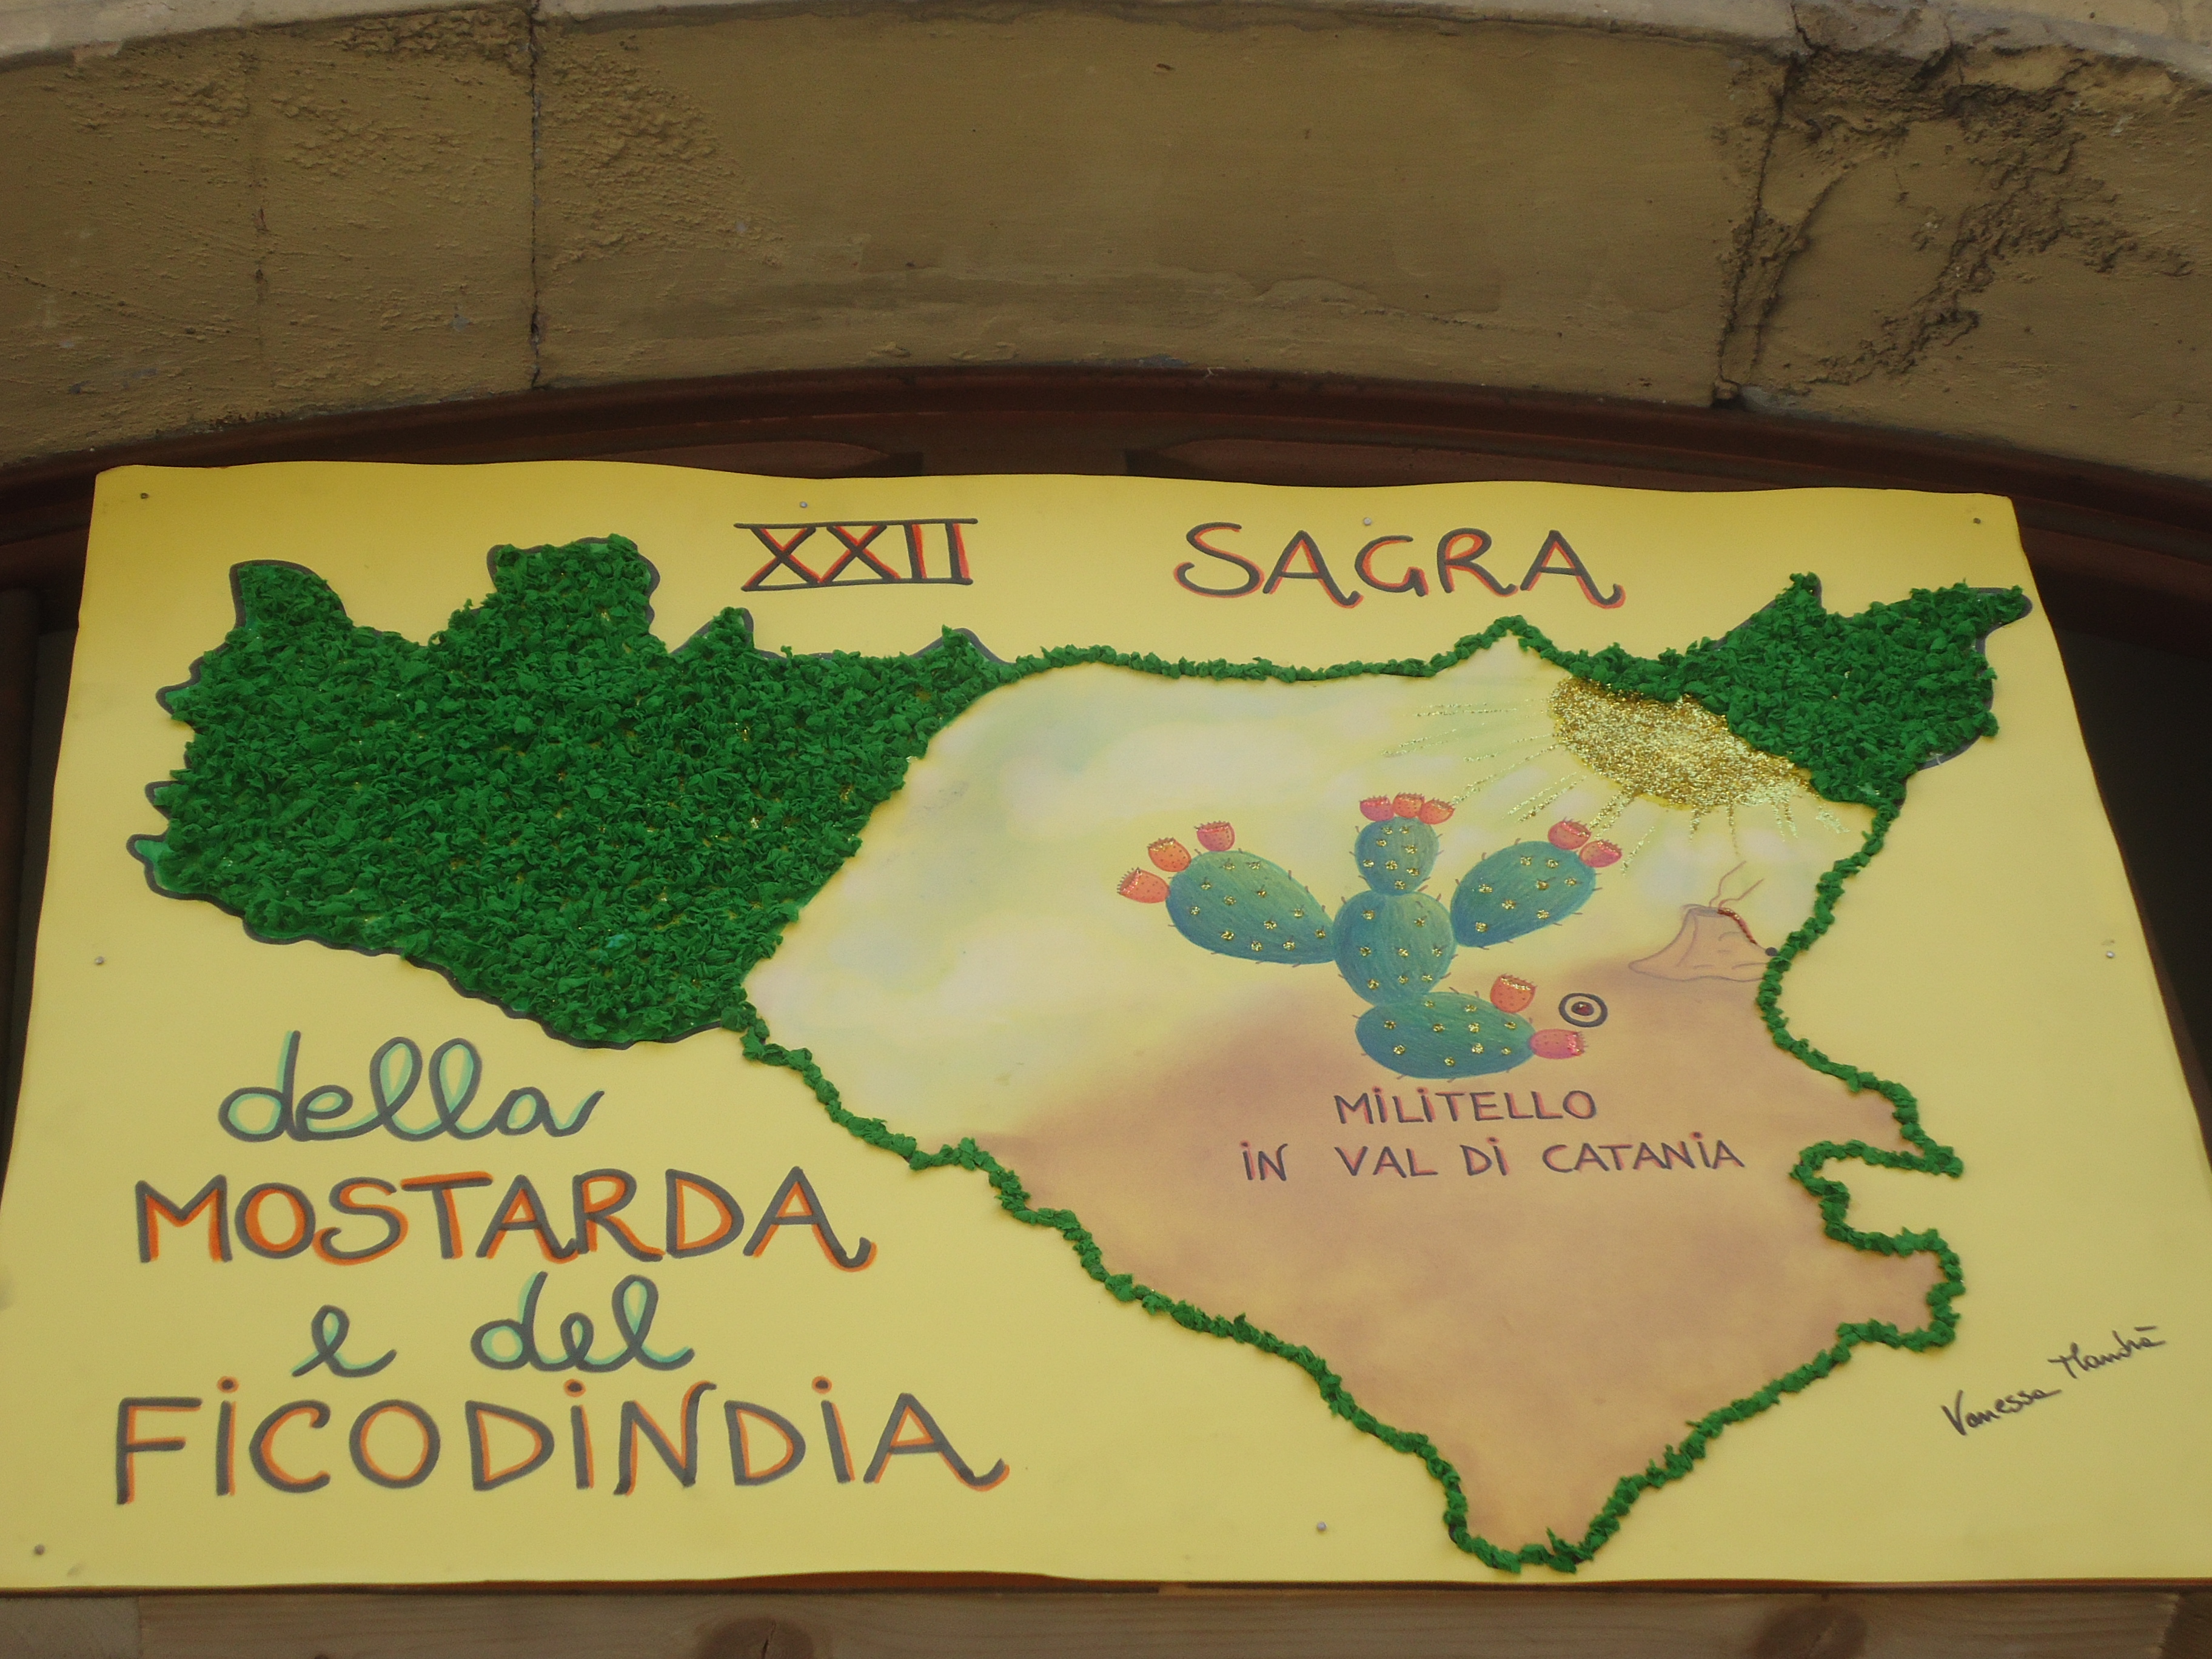 XXII SAGRA
della
MOSTARDA
e del
FICODINDIA
MILITELLO
IN VAL DI CATANIA
Vanessa Mandrà